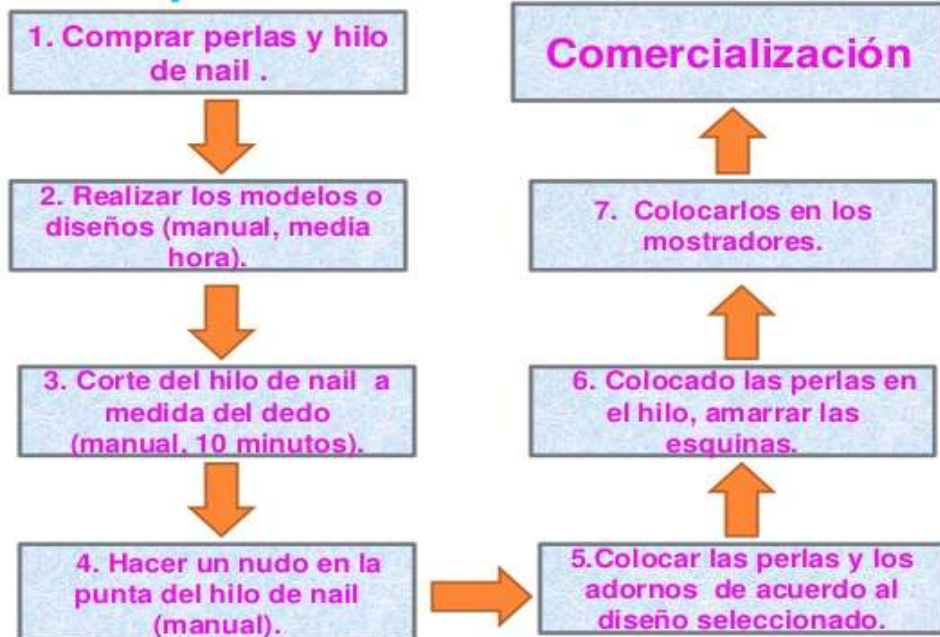 1. Comprar perlas y hilo
de nail .
2. Realizar los modelos o
diseños (manual, media
hora).
3. Corte del hilo de nail a
medida del dedo
(manual, 10 minutos).
4. Hacer un nudo en la
punta del hilo de nail
(manual).
5.Colocar las perlas y los
adornos de acuerdo al
diseño seleccionado.
6. Colocado las perlas en
el hilo, amarrar las
esquinas.
7. Colocarlos en los
mostradores.
Comercialización